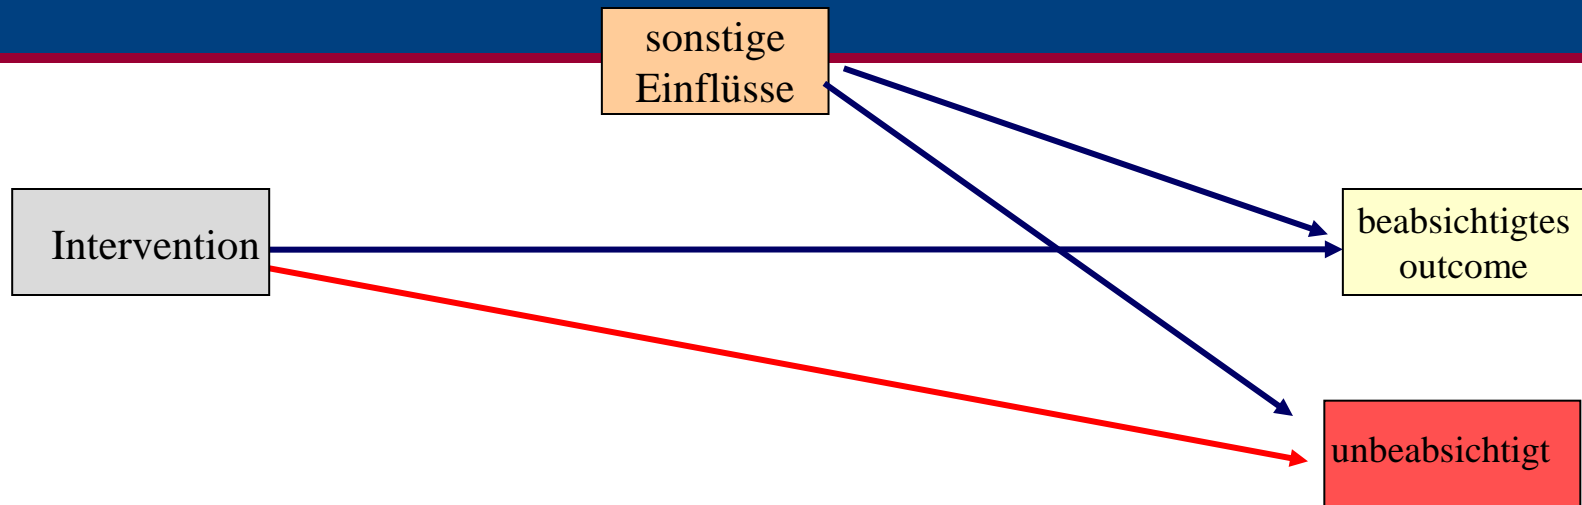 sonstige
Einflüsse
Intervention
beabsichtigtes
outcome
unbeabsichtigt